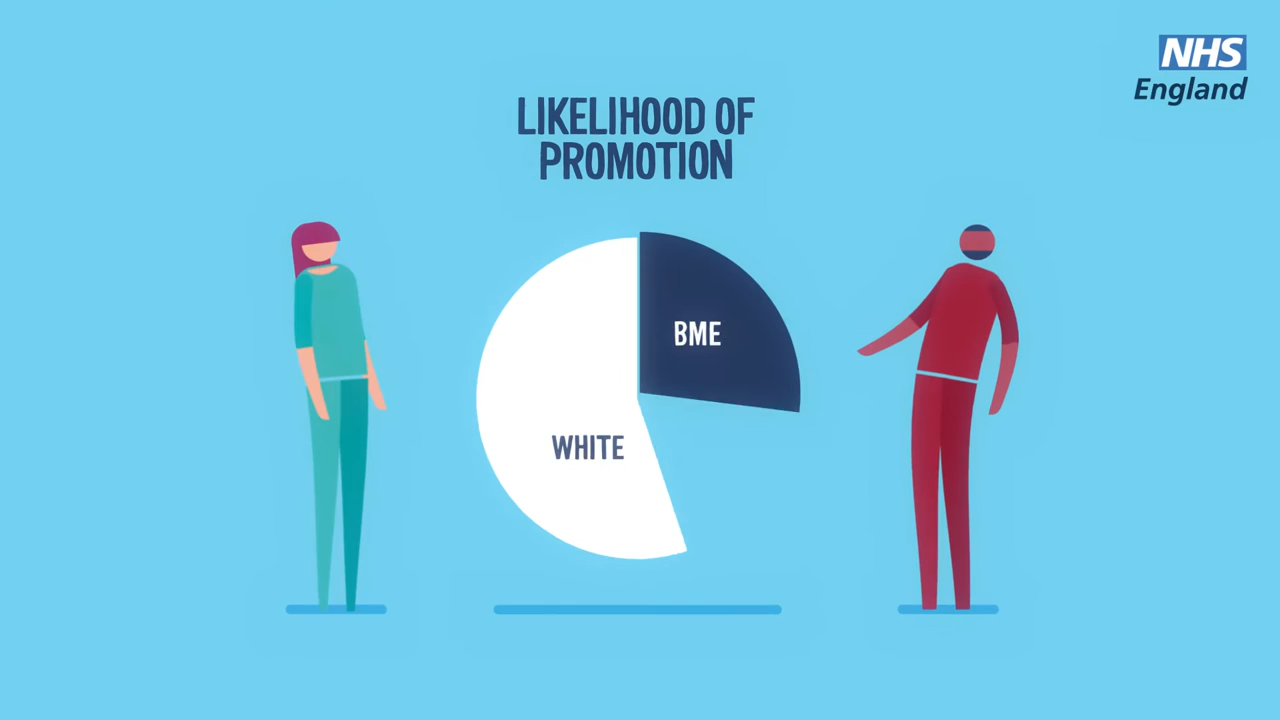 NHS
England
LIKELIHOOD OF
PROMOTION
BME
WHITE